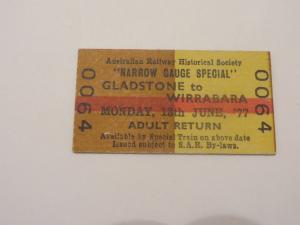 Australian Railway Historical Society
"NARROW GAUGE SPECIAL"
GLADSTONE to
WIRRABARA
MONDAY, 13th JUNE, '77
ADULT RETURN
Available by Special Train on above date
Issued subject to S.A.R. By-laws.
0064
0064